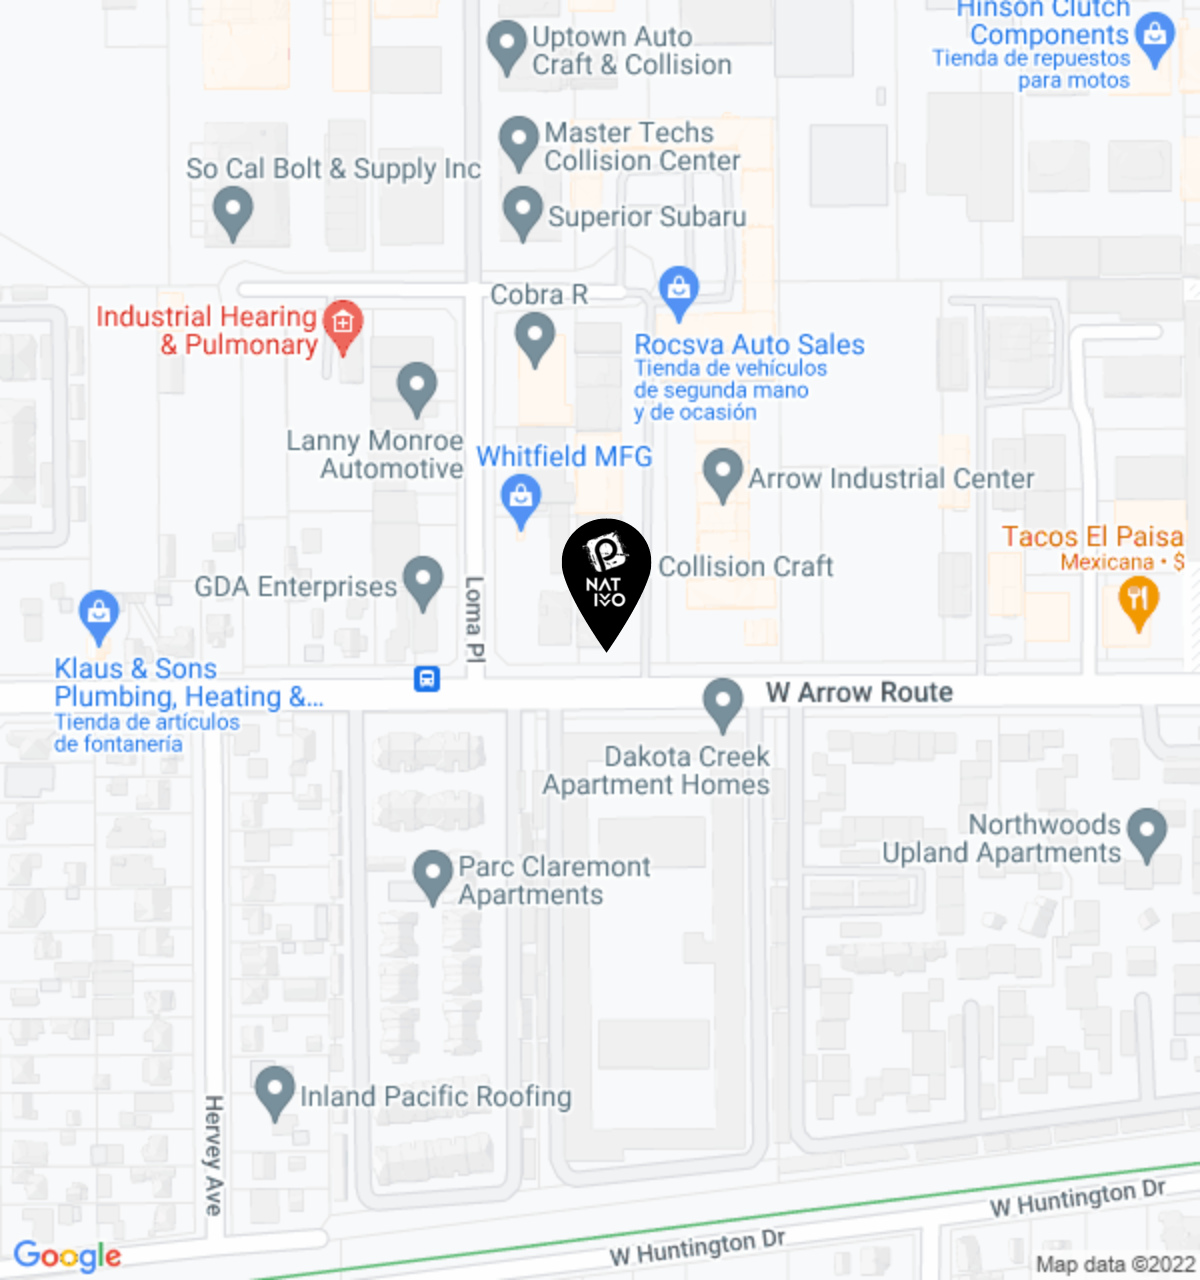 Hinson Clutch
Components
Tienda de repuestos
para motos
Uptown Auto
Craft & Collision
Master Techs
Collision Center
So Cal Bolt & Supply Inc
Superior Subaru
Cobra R
Industrial Hearing
& Pulmonary
Rocsva Auto Sales
Tienda de vehículos
de segunda mano
y de ocasión
Lanny Monroe
Automotive
Whitfield MFG
Arrow Industrial Center
Tacos El Paisa
Mexicana • $
Collision Craft
P
NAT
IVO
GDA Enterprises
Loma Pl
Klaus & Sons
Plumbing, Heating &...
Tienda de artículos
de fontanería
W Arrow Route
Dakota Creek
Apartment Homes
Northwoods
Upland Apartments
Parc Claremont
Apartments
Inland Pacific Roofing
Hervey Ave
W Huntington Dr
W Huntington Dr
Google
Map data ©2022